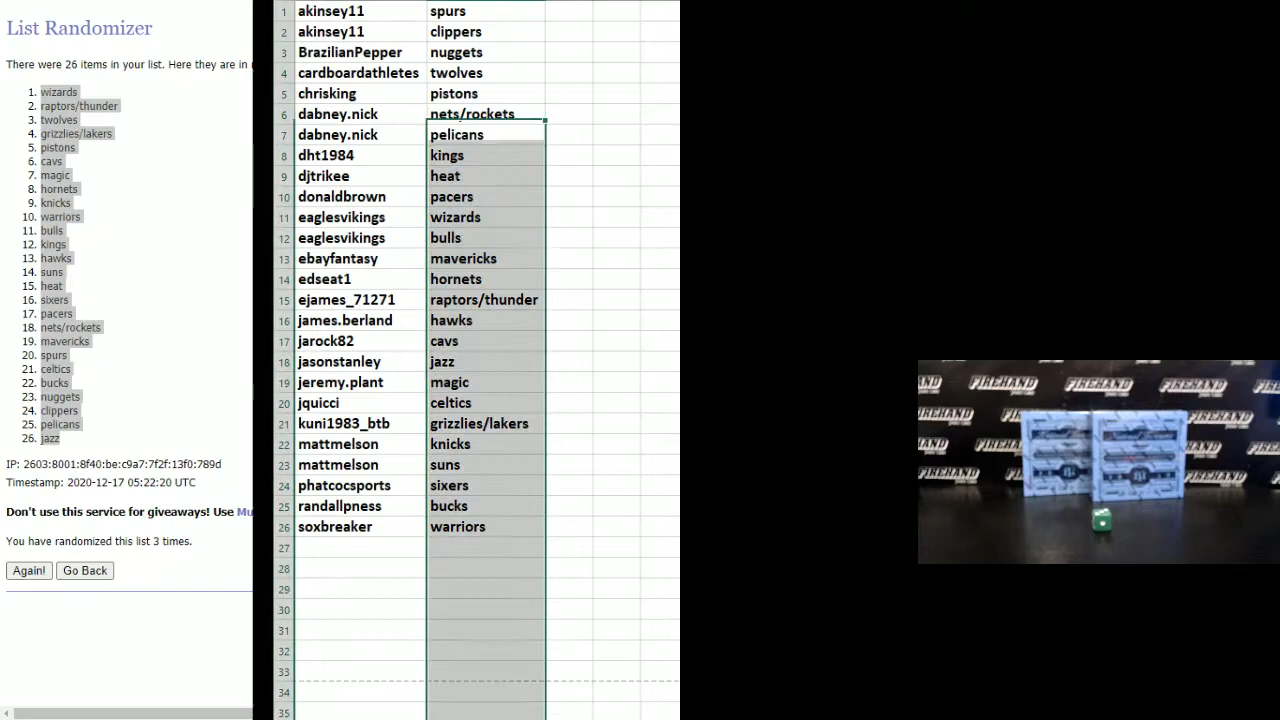 List Randomizer
There were 26 items in your list. Here they are in
1. wizards
2. raptors/thunder
3. twolves
4. grizzlies/lakers
5. pistons
6. cavs
7. magic
8. hornets
9. knicks
10. warriors
11. bulls
12. kings
13. hawks
14. suns
15. heat
16. sixers
17. pacers
18. nets/rockets
19. mavericks
20. spurs
21. celtics
22. bucks
23. nuggets
24. clippers
25. pelicans
26. jazz
IP: 2603:8001:8f40:be:c9a7:7f2f:13f0:789d
Timestamp: 2020-12-17 05:22:20 UTC
Don't use this service for giveaways! Use Mu
You have randomized this list 3 times.
Again! Go Back
1 akinsey11 spurs
2 akinsey11 clippers
3 BrazilianPepper nuggets
4 cardboardathletes twolves
5 chrisking pistons
6 dabney.nick nets/rockets
7 dabney.nick pelicans
8 dht1984 kings
9 djtrikee heat
10 donaldbrown pacers
11 eaglesvikings wizards
12 eaglesvikings bulls
13 ebayfantasy mavericks
14 edseat1 hornets
15 ejames_71271 raptors/thunder
16 james.berland hawks
17 jarock82 cavs
18 jasonstanley jazz
19 jeremy.plant magic
20 jquicci celtics
21 kuni1983_btb grizzlies/lakers
22 mattmelson knicks
23 mattmelson suns
24 phatcocsports sixers
25 randallpness bucks
26 soxbreaker warriors
27
28
29
30
31
32
33
34
35
FIREHAND FIREHAND FIREHAND